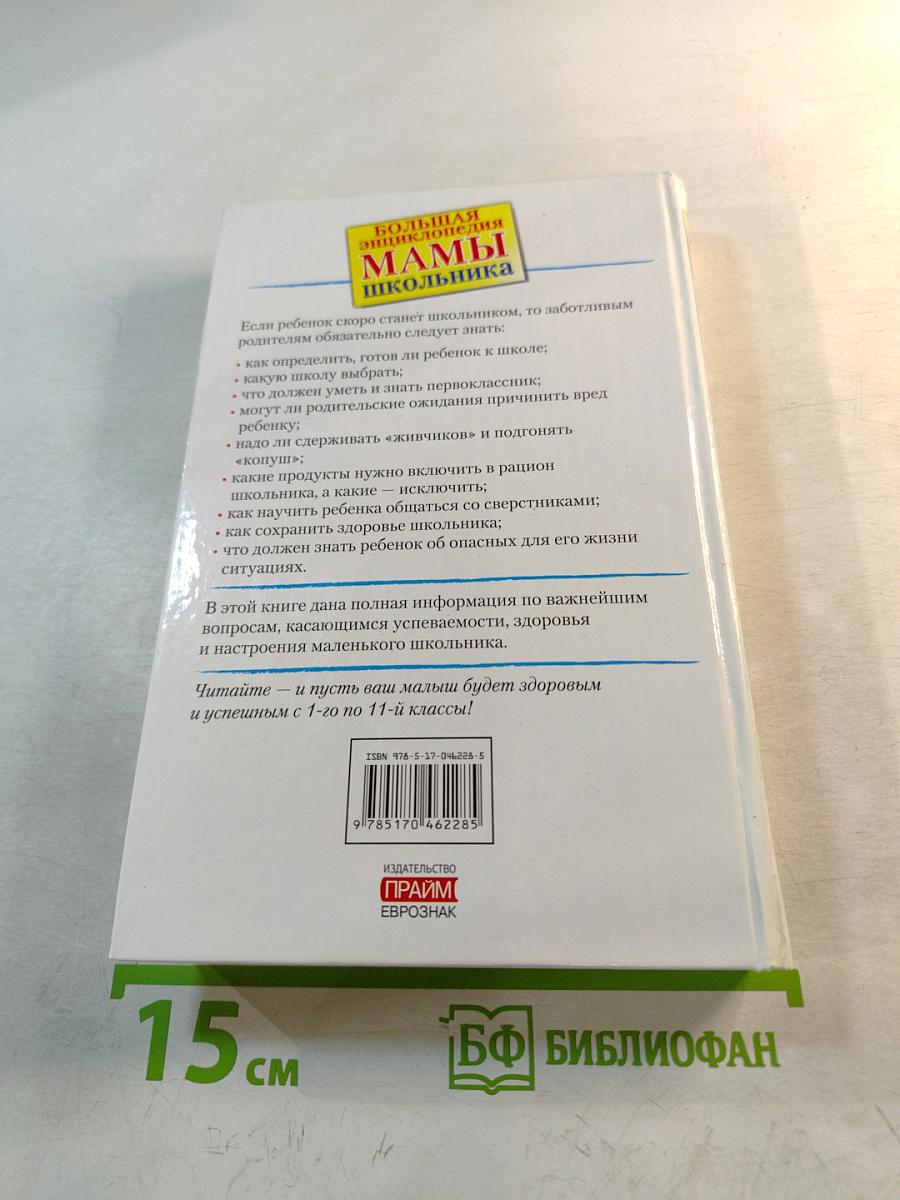 БОЛЬШАЯ
ЭНЦИКЛОПЕДИЯ
МАМЫ
ШКОЛЬНИКА
Если ребенок скоро станет школьником, то заботливым
родителям обязательно следует знать:
• как определить, готов ли ребенок к школе;
• какую школу выбрать;
• что должен уметь и знать первоклассник;
• могут ли родительские ожидания причинить вред
ребенку;
• надо ли сдерживать «живчиков» и подгонять
«копуш»;
• какие продукты нужно включить в рацион
школьника, а какие — исключить;
• как научить ребенка общаться со сверстниками;
• как сохранить здоровье школьника;
• что должен знать ребенок об опасных для его жизни
ситуациях.
В этой книге дана полная информация по важнейшим
вопросам, касающимся успеваемости, здоровья
и настроения маленького школьника.
Читайте — и пусть ваш малыш будет здоровым
и успешным с 1-го по 11-й классы!
ISBN 978-5-17-046228-5
9 785170 462285
ИЗДАТЕЛЬСТВО
ПРАЙМ
ЕВРОЗНАК
15 см
БФ БИБЛИОФАН